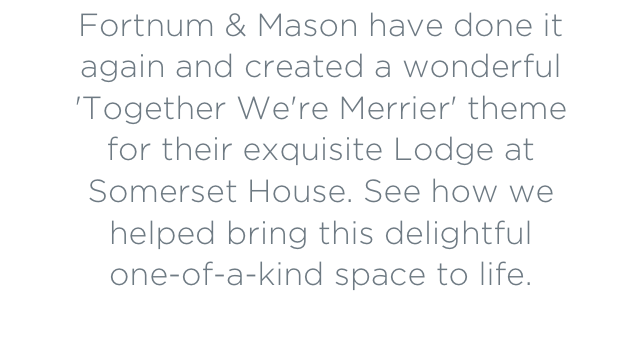 Fortnum & Mason have done it
again and created a wonderful
'Together We're Merrier' theme
for their exquisite Lodge at
Somerset House. See how we
helped bring this delightful
one-of-a-kind space to life.